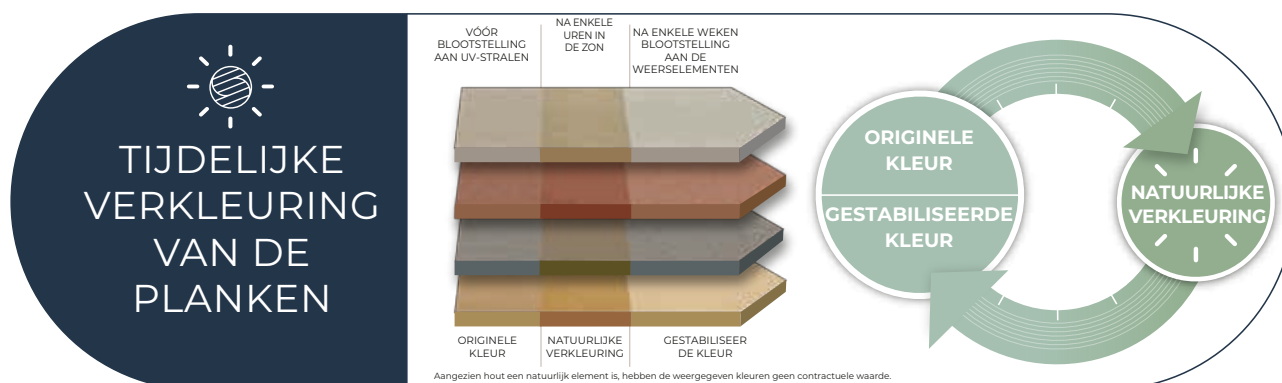 TIJDELIJKE
VERKLEURING
VAN DE
PLANKEN
VÓÓR
BLOOTSTELLING
AAN UV-STRALEN
NA ENKELE
UREN IN
DE ZON
NA ENKELE WEKEN
BLOOTSTELLING
AAN DE
WEERSELEMENTEN
ORIGINELE
KLEUR
NATUURLIJKE
VERKLEURING
GESTABILISEER
DE KLEUR
Aangezien hout een natuurlijk element is, hebben de weergegeven kleuren geen contractuele waarde.
ORIGINELE
KLEUR
GESTABILISEERDE
KLEUR
NATUURLIJKE
VERKLEURING